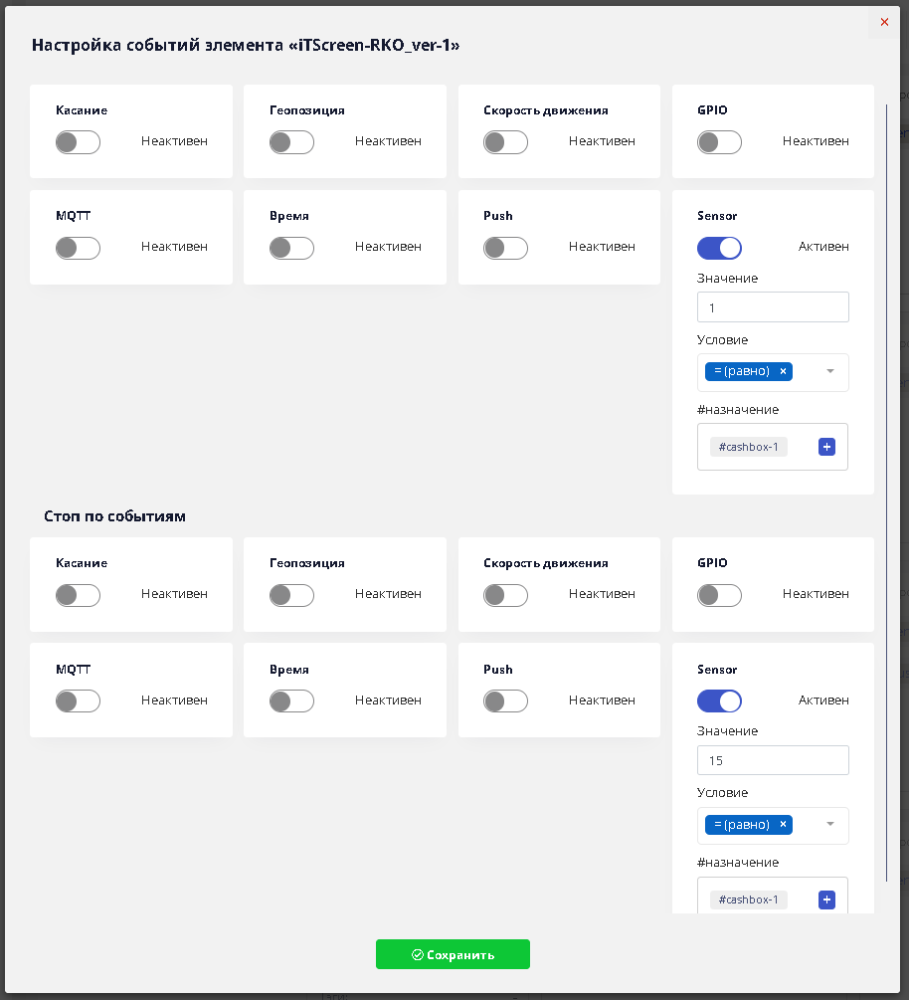 Настройка событий элемента «iTScreen-RKO_ver-1»
Касание
Неактивен
Геопозиция
Неактивен
Скорость движения
Неактивен
GPIO
Неактивен
MQTT
Неактивен
Время
Неактивен
Push
Неактивен
Sensor
Активен
Значение
1
Условие
= (равно) ×
#назначение
#cashbox-1 +
Стоп по событиям
Касание
Неактивен
Геопозиция
Неактивен
Скорость движения
Неактивен
GPIO
Неактивен
MQTT
Неактивен
Время
Неактивен
Push
Неактивен
Sensor
Активен
Значение
15
Условие
= (равно) ×
#назначение
#cashbox-1 +
Сохранить